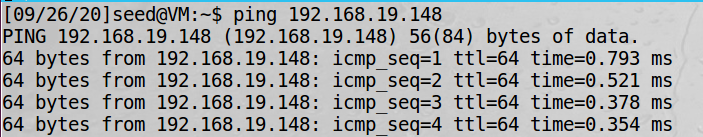 [09/26/20]seed@VM:~$ ping 192.168.19.148
PING 192.168.19.148 (192.168.19.148) 56(84) bytes of data.
64 bytes from 192.168.19.148: icmp_seq=1 ttl=64 time=0.793 ms
64 bytes from 192.168.19.148: icmp_seq=2 ttl=64 time=0.521 ms
64 bytes from 192.168.19.148: icmp_seq=3 ttl=64 time=0.378 ms
64 bytes from 192.168.19.148: icmp_seq=4 ttl=64 time=0.354 ms